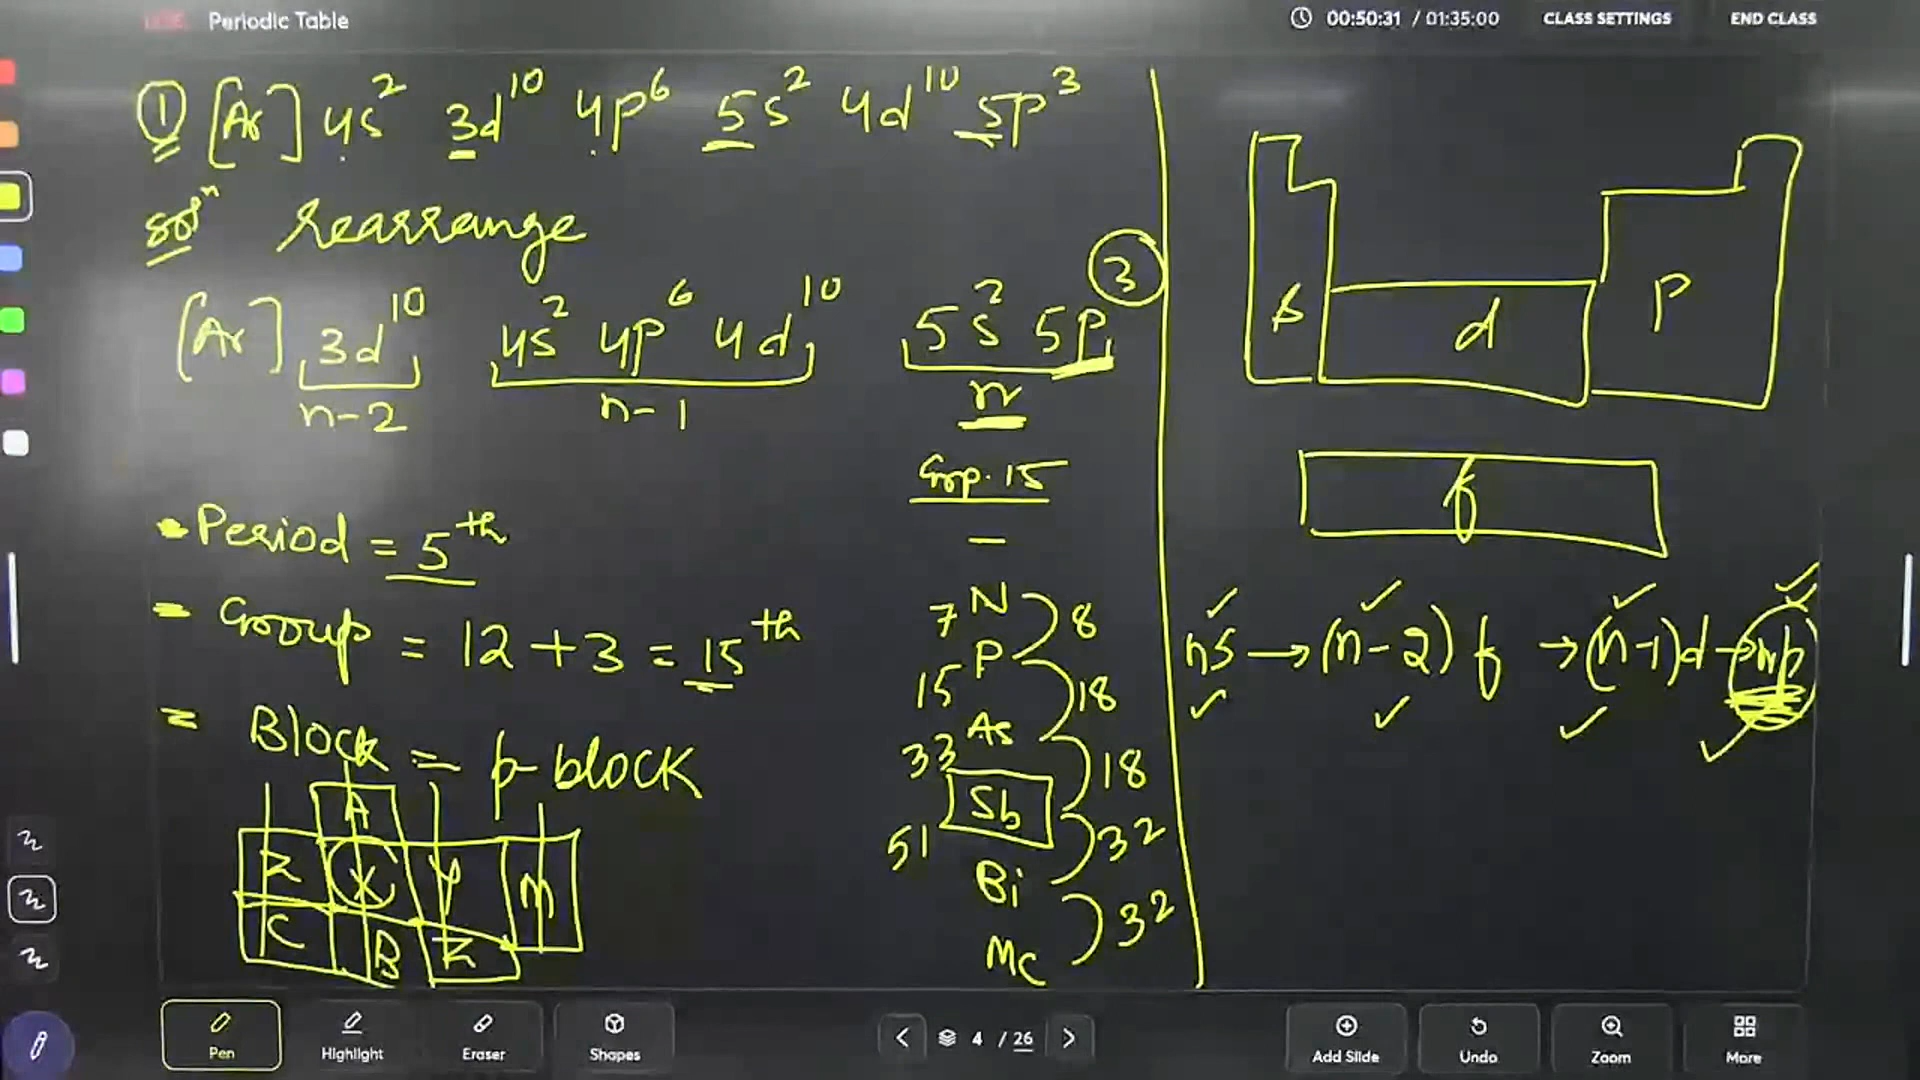 Periodic Table
00:50:31 / 01:35:00 CLASS SETTINGS END CLASS
① [Ar] 4s² 3d¹⁰ 4p⁶ 5s² 4d¹⁰ 5p³
solⁿ rearrange
[Ar] 3d¹⁰ 4s² 4p⁶ 4d¹⁰ 5s² 5p³
n-2 n-1 n
Grp. 15
• Period = 5th
Group = 12 + 3 = 15th
Block = p-block
A
X Y M
C B Z
7 N 8
15 P 18
33 As 18
51 Sb 32
Bi 32
Mc
s d p
f
ns → (n-2) f → (n-1)d → np
Pen Highlight Eraser Shapes
4 / 26
Add Slide Undo Zoom More